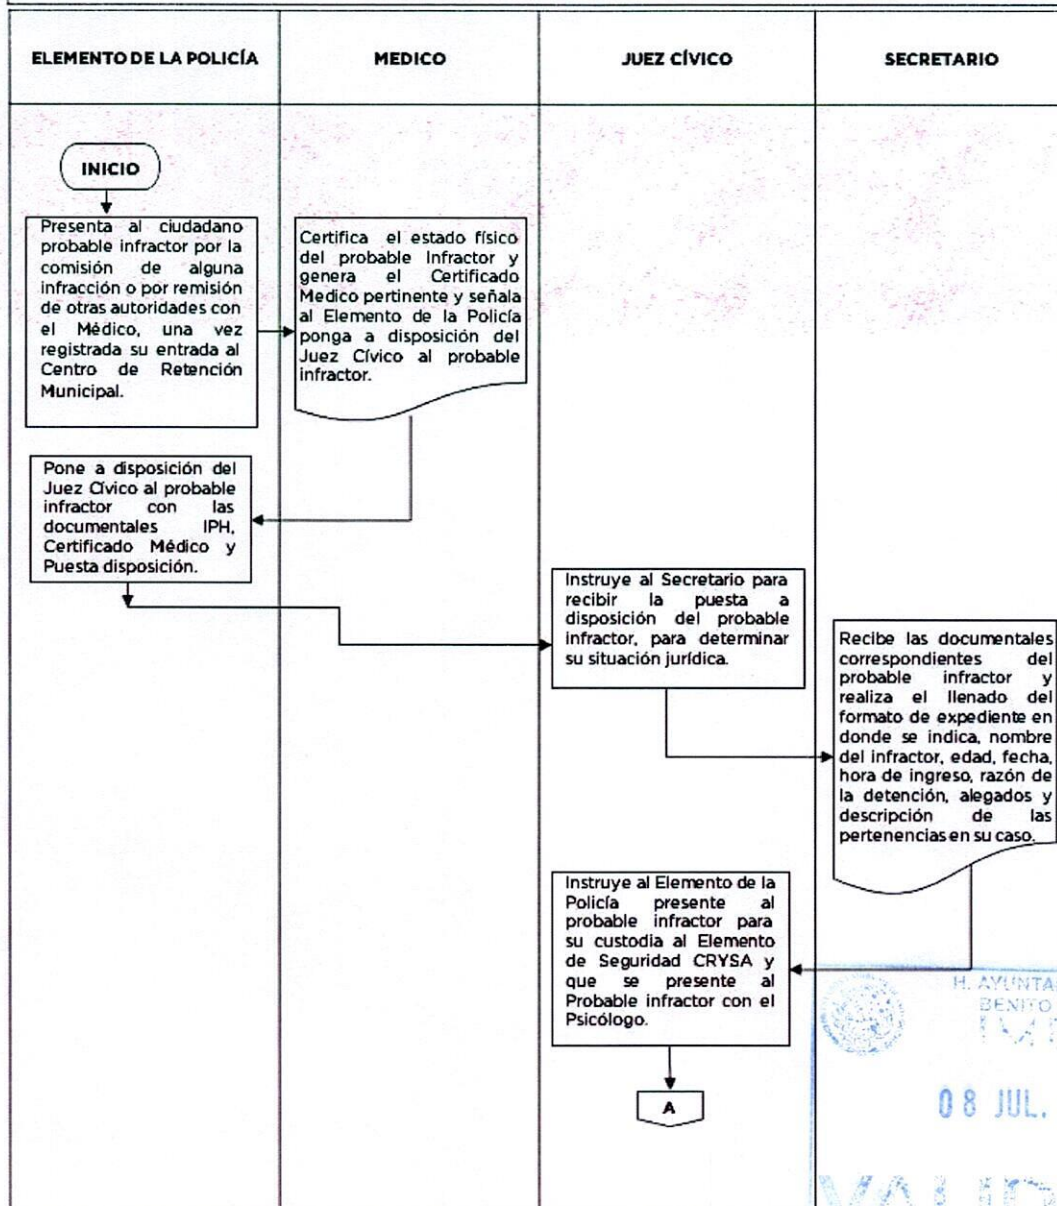 ELEMENTO DE LA POLICÍA
MEDICO
JUEZ CÍVICO
SECRETARIO
INICIO
Presenta al ciudadano
probable infractor por la
comisión de alguna
infracción o por remisión
de otras autoridades con
el Médico, una vez
registrada su entrada al
Centro de Retención
Municipal.
Certifica el estado físico
del probable Infractor y
genera el Certificado
Medico pertinente y señala
al Elemento de la Policía
ponga a disposición del
Juez Cívico al probable
infractor.
Pone a disposición del
Juez Cívico al probable
infractor con las
documentales IPH,
Certificado Médico y
Puesta disposición.
Instruye al Secretario para
recibir la puesta a
disposición del probable
infractor, para determinar
su situación jurídica.
Recibe las documentales
correspondientes del
probable infractor y
realiza el llenado del
formato de expediente en
donde se indica, nombre
del infractor, edad, fecha,
hora de ingreso, razón de
la detención, alegados y
descripción de las
pertenencias en su caso.
Instruye al Elemento de la
Policía presente al
probable infractor para
su custodia al Elemento
de Seguridad CRYSA y
que se presente al
Probable infractor con el
Psicólogo.
A
H. AYUNTA
BENITO
08 JUL.